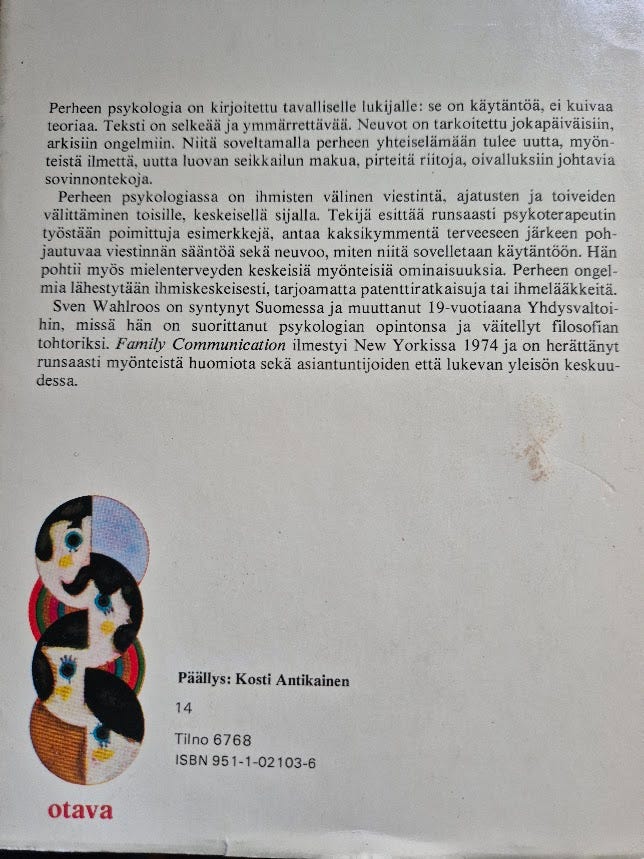 Perheen psykologia on kirjoitettu tavalliselle lukijalle: se on käytäntöä, ei kuivaa
teoriaa. Teksti on selkeää ja ymmärrettävää. Neuvot on tarkoitettu jokapäiväisiin,
arkisiin ongelmiin. Niitä soveltamalla perheen yhteiselämään tulee uutta, myön-
teistä ilmettä, uutta luovan seikkailun makua, pirteitä riitoja, oivalluksiin johtavia
sovinnontekoja.
Perheen psykologiassa on ihmisten välinen viestintä, ajatusten ja toiveiden
välittäminen toisille, keskeisellä sijalla. Tekijä esittää runsaasti psykoterapeutin
työstään poimittuja esimerkkejä, antaa kaksikymmentä terveeseen järkeen poh-
jautuvaa viestinnän sääntöä sekä neuvoo, miten niitä sovelletaan käytäntöön. Hän
pohtii myös mielenterveyden keskeisiä myönteisiä ominaisuuksia. Perheen ongel-
mia lähestytään ihmiskeskeisesti, tarjoamatta patenttiratkaisuja tai ihmelääkkeitä.
Sven Wahlroos on syntynyt Suomessa ja muuttanut 19-vuotiaana Yhdysvaltoi-
hin, missä hän on suorittanut psykologian opintonsa ja väitellyt filosofian
tohtoriksi. Family Communication ilmestyi New Yorkissa 1974 ja on herättänyt
runsaasti myönteistä huomiota sekä asiantuntijoiden että lukevan yleisön keskuu-
dessa.
Päällys: Kosti Antikainen
14
Tilno 6768
ISBN 951-1-02103-6
otava